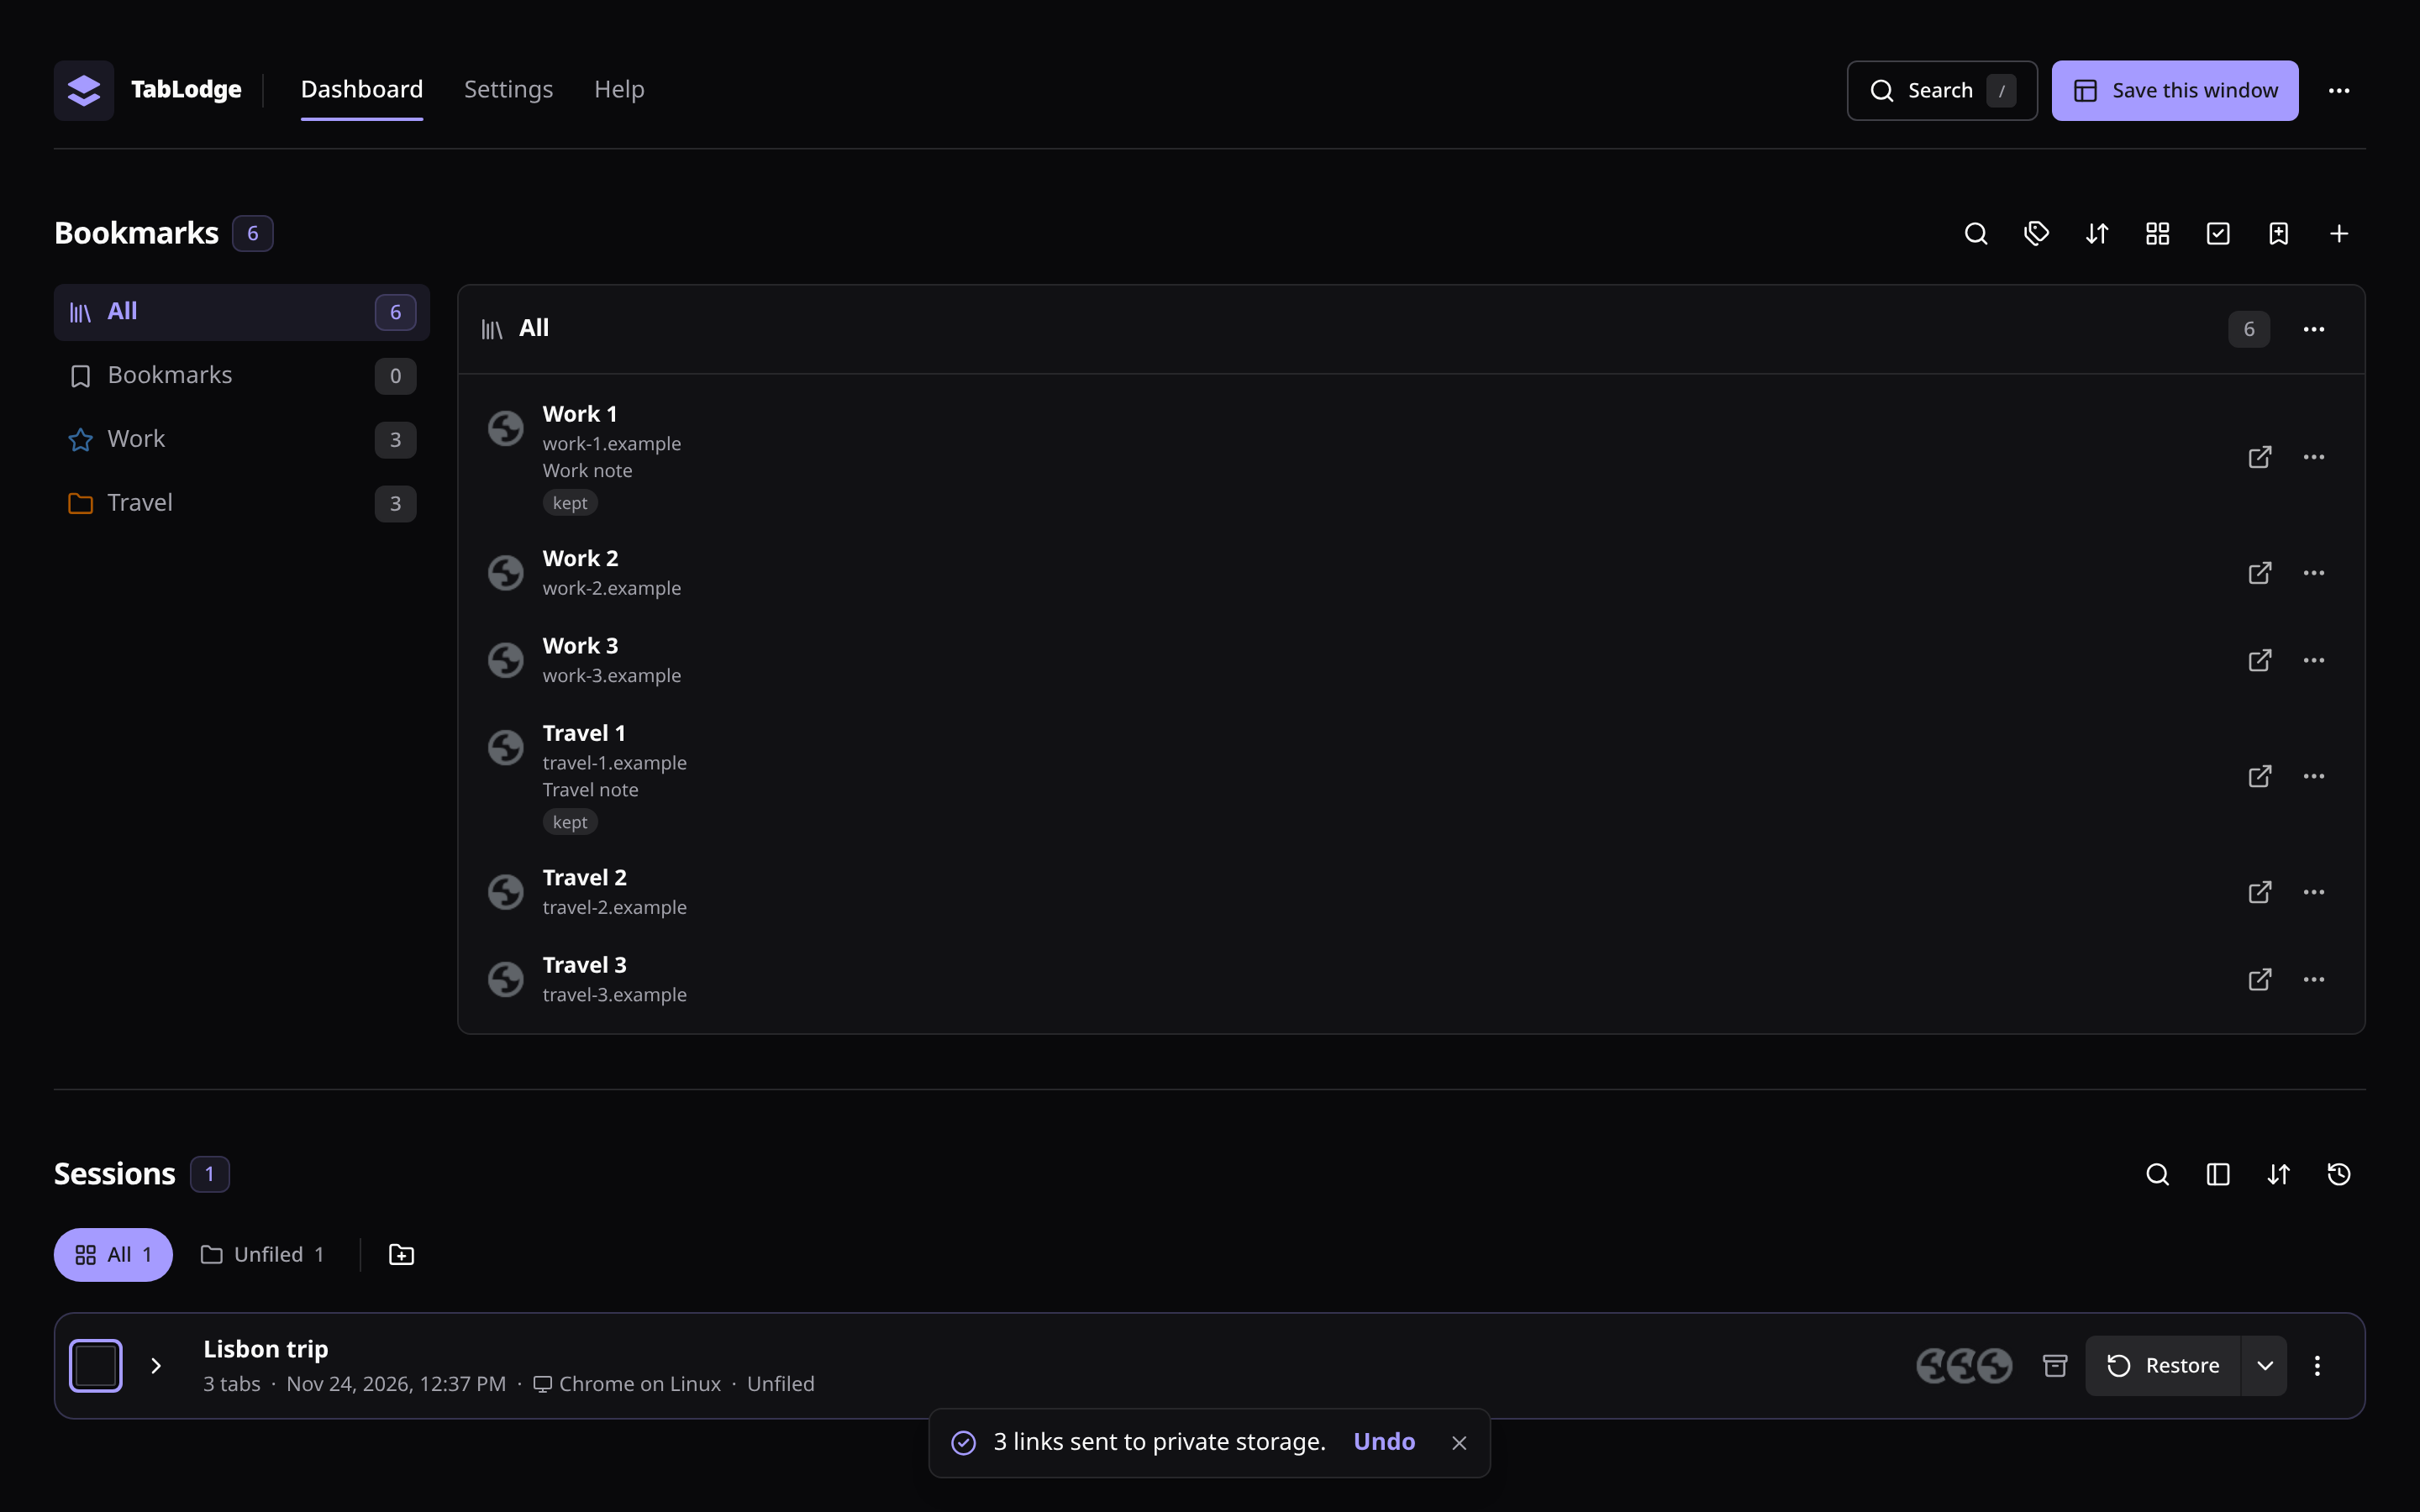 TabLodge
Dashboard
Settings
Help
Search /
Save this window
Bookmarks 6
All 6
Bookmarks 0
Work 3
Travel 3
All 6
Work 1
work-1.example
Work note
kept
Work 2
work-2.example
Work 3
work-3.example
Travel 1
travel-1.example
Travel note
kept
Travel 2
travel-2.example
Travel 3
travel-3.example
Sessions 1
All 1
Unfiled 1
Lisbon trip
3 tabs · Nov 24, 2026, 12:37 PM · Chrome on Linux · Unfiled
Restore
3 links sent to private storage. Undo